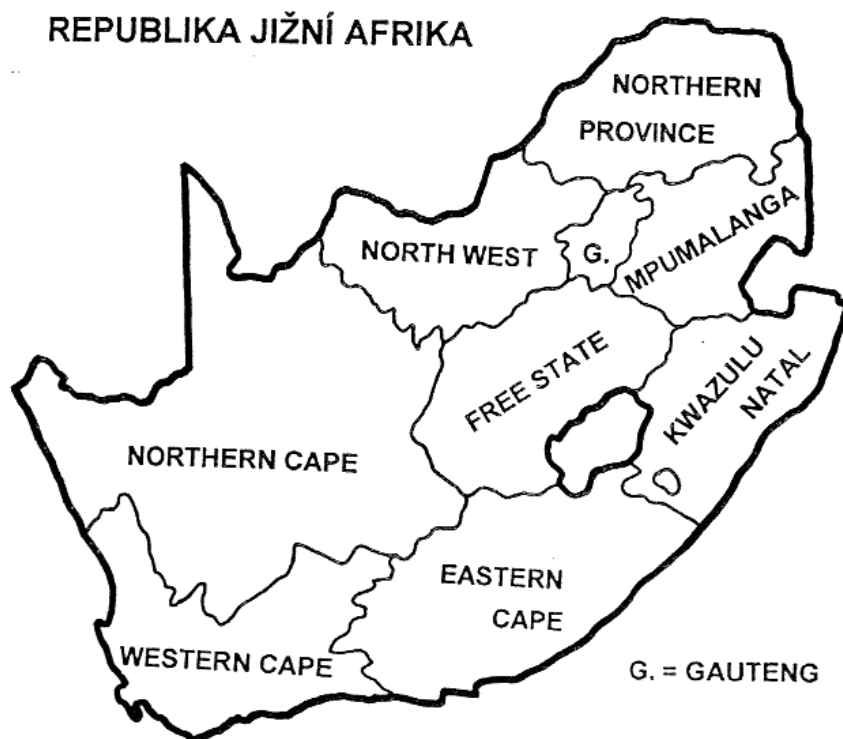 REPUBLIKA JIŽNÍ AFRIKA
NORTHERN
PROVINCE
NORTH WEST
G.
MPUMALANGA
FREE STATE
KWAZULU
NATAL
NORTHERN CAPE
EASTERN
CAPE
WESTERN CAPE
G. = GAUTENG